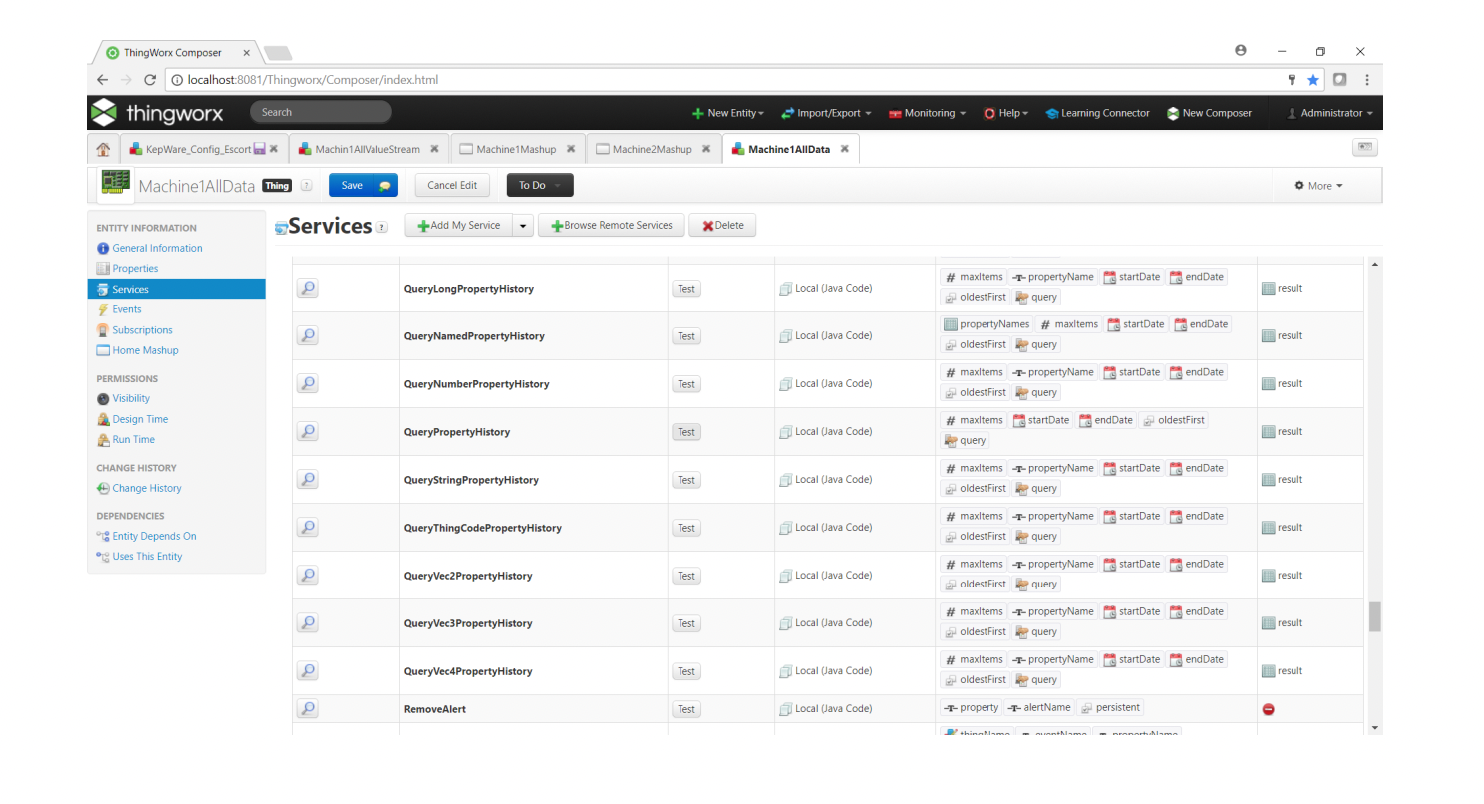 ThingWorx Composer
localhost:8081/Thingworx/Composer/index.html
thingworx Search New Entity Import/Export Monitoring Help Learning Connector New Composer Administrator
KepWare_Config_Escort Machin1AllValueStream Machine1Mashup Machine2Mashup Machine1AllData
Machine1AllData Thing ? Save Cancel Edit To Do More
ENTITY INFORMATION
General Information
Properties
Services
Events
Subscriptions
Home Mashup
PERMISSIONS
Visibility
Design Time
Run Time
CHANGE HISTORY
Change History
DEPENDENCIES
Entity Depends On
Uses This Entity
Services ? Add My Service Browse Remote Services Delete
QueryLongPropertyHistory Test Local (Java Code) # maxItems -T- propertyName startDate endDate result
oldestFirst query
QueryNamedPropertyHistory Test Local (Java Code) propertyNames # maxItems startDate endDate result
oldestFirst query
QueryNumberPropertyHistory Test Local (Java Code) # maxItems -T- propertyName startDate endDate result
oldestFirst query
QueryPropertyHistory Test Local (Java Code) # maxItems startDate endDate oldestFirst result
query
QueryStringPropertyHistory Test Local (Java Code) # maxItems -T- propertyName startDate endDate result
oldestFirst query
QueryThingCodePropertyHistory Test Local (Java Code) # maxItems -T- propertyName startDate endDate result
oldestFirst query
QueryVec2PropertyHistory Test Local (Java Code) # maxItems -T- propertyName startDate endDate result
oldestFirst query
QueryVec3PropertyHistory Test Local (Java Code) # maxItems -T- propertyName startDate endDate result
oldestFirst query
QueryVec4PropertyHistory Test Local (Java Code) # maxItems -T- propertyName startDate endDate result
oldestFirst query
RemoveAlert Test Local (Java Code) -T- property -T- alertName persistent
thingName eventName propertyName